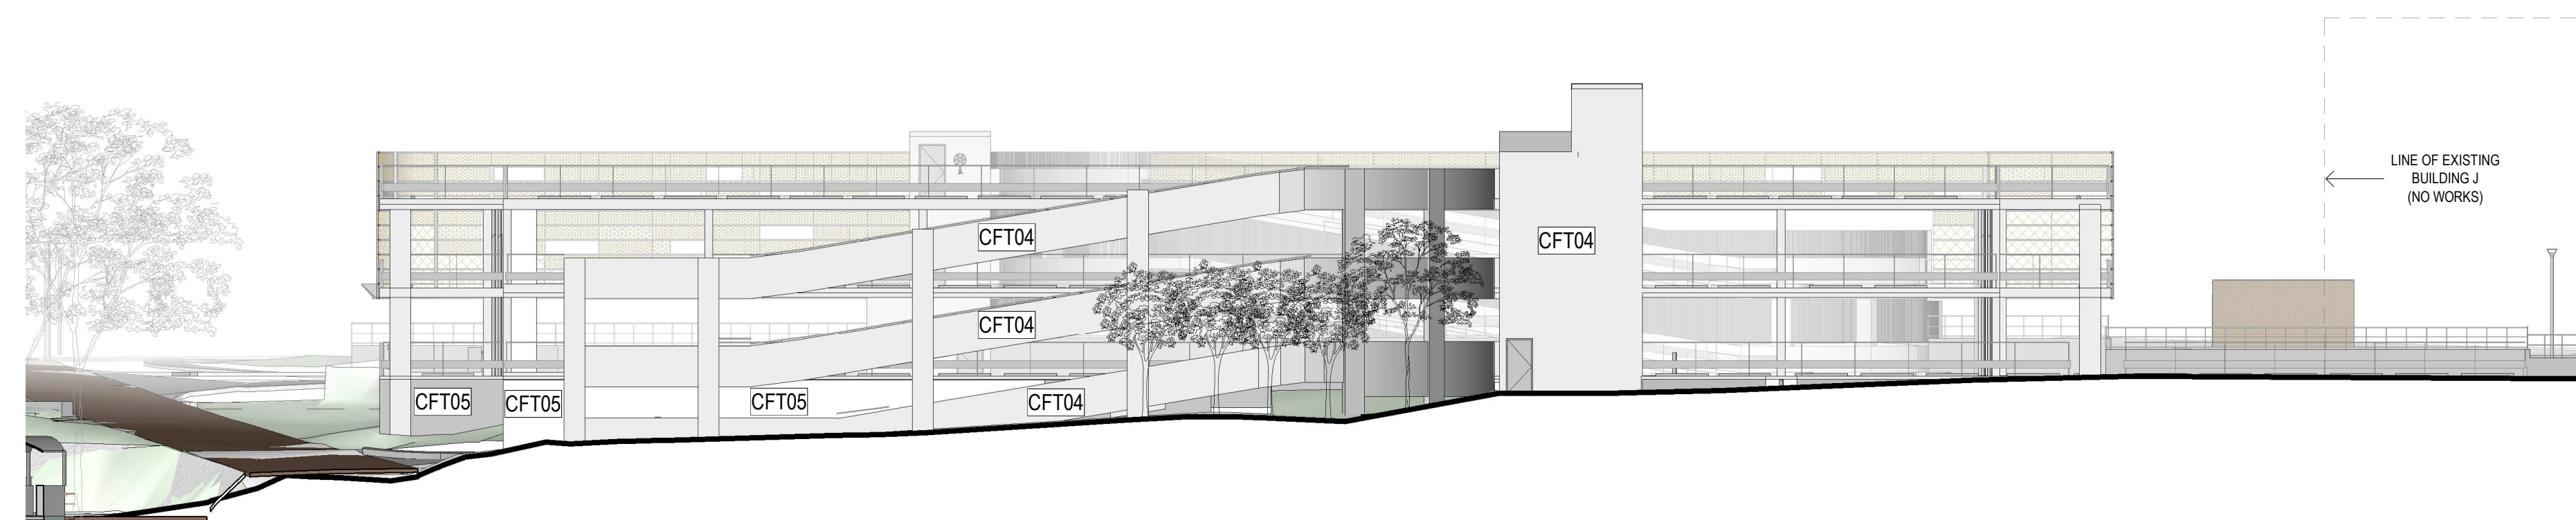 LINE OF EXISTING
BUILDING J
(NO WORKS)
CFT04
CFT04
CFT04
CFT05
CFT05
CFT05
CFT04